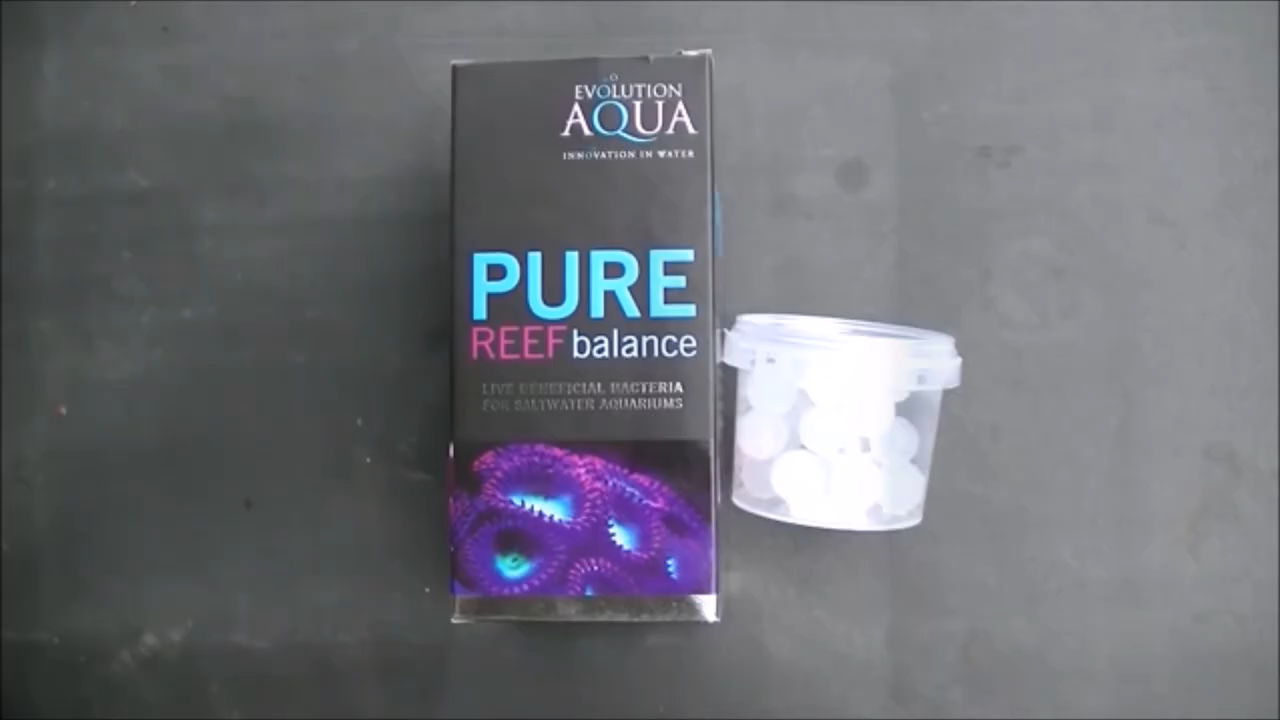 EVOLUTION
AQUA
INNOVATION IN WATER
PURE
REEF balance
LIVE BENEFICIAL BACTERIA
FOR SALTWATER AQUARIUMS